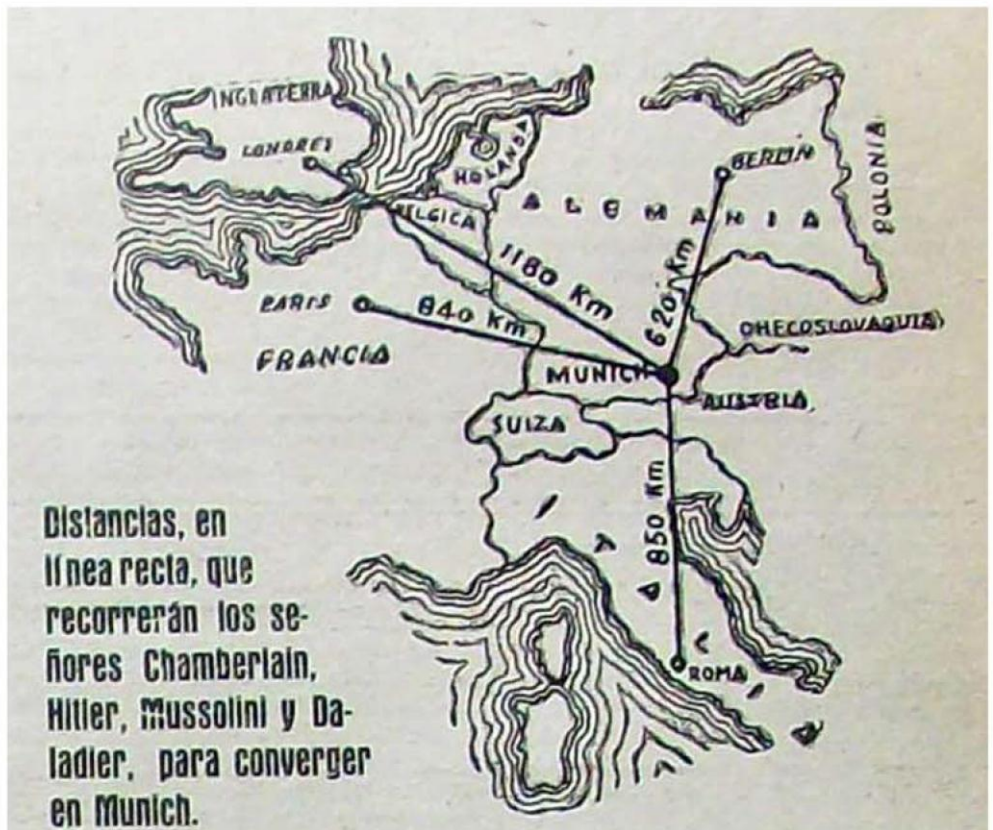 INGLATERRA
LONDRES
HOLANDA
BELGICA
ALEMANIA
BERLIN
POLONIA
1180 Km
620 Km
PARIS
840 Km
FRANCIA
CHECOSLOVAQUIA
MUNICH
AUSTRIA
SUIZA
ITALIA
850 Km
ROMA
Distancias, en
línea recta, que
recorrerán los se-
ñores Chamberlain,
Hitler, Mussolini y Da-
ladier, para converger
en Munich.